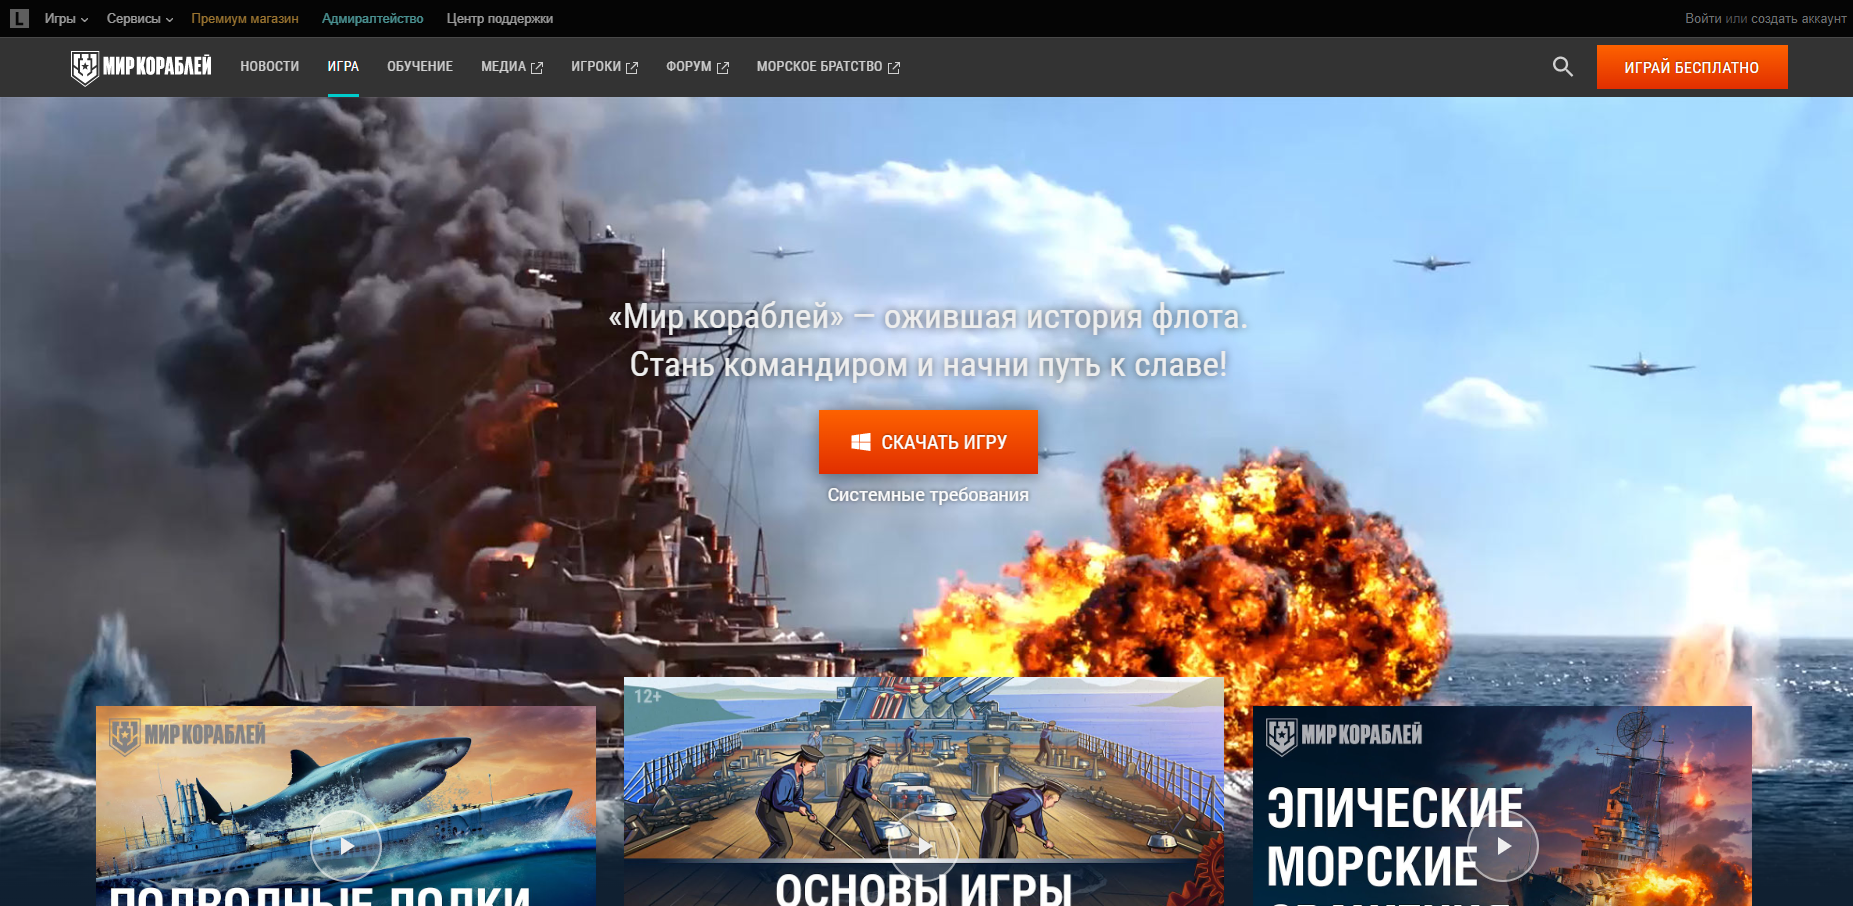 L Игры Сервисы Премиум магазин Адмиралтейство Центр поддержки Войти или создать аккаунт
МИР КОРАБЛЕЙ НОВОСТИ ИГРА ОБУЧЕНИЕ МЕДИА ИГРОКИ ФОРУМ МОРСКОЕ БРАТСТВО ИГРАЙ БЕСПЛАТНО
«Мир кораблей» — ожившая история флота.
Стань командиром и начни путь к славе!
СКАЧАТЬ ИГРУ
Системные требования
МИР КОРАБЛЕЙ
ПОДВОДНЫЕ ЛОДКИ
12+
ОСНОВЫ ИГРЫ
МИР КОРАБЛЕЙ
ЭПИЧЕСКИЕ
МОРСКИЕ